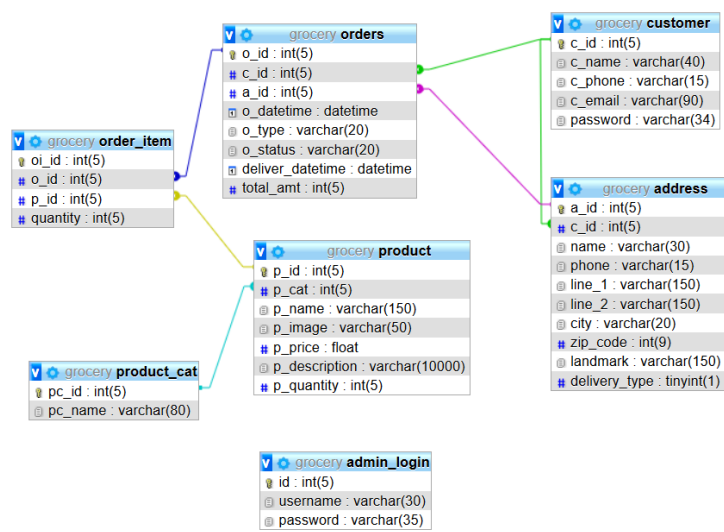 grocery orders
o_id : int(5)
c_id : int(5)
a_id : int(5)
o_datetime : datetime
o_type : varchar(20)
o_status : varchar(20)
deliver_datetime : datetime
total_amt : int(5)
grocery customer
c_id : int(5)
c_name : varchar(40)
c_phone : varchar(15)
c_email : varchar(90)
password : varchar(34)
grocery order_item
oi_id : int(5)
o_id : int(5)
p_id : int(5)
quantity : int(5)
grocery address
a_id : int(5)
c_id : int(5)
name : varchar(30)
phone : varchar(15)
line_1 : varchar(150)
line_2 : varchar(150)
city : varchar(20)
zip_code : int(9)
landmark : varchar(150)
delivery_type : tinyint(1)
grocery product
p_id : int(5)
p_cat : int(5)
p_name : varchar(150)
p_image : varchar(50)
p_price : float
p_description : varchar(10000)
p_quantity : int(5)
grocery product_cat
pc_id : int(5)
pc_name : varchar(80)
grocery admin_login
id : int(5)
username : varchar(30)
password : varchar(35)